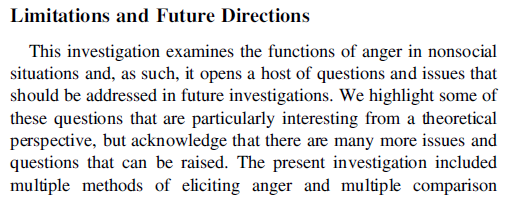 Limitations and Future Directions
This investigation examines the functions of anger in nonsocial
situations and, as such, it opens a host of questions and issues that
should be addressed in future investigations. We highlight some of
these questions that are particularly interesting from a theoretical
perspective, but acknowledge that there are many more issues and
questions that can be raised. The present investigation included
multiple methods of eliciting anger and multiple comparison